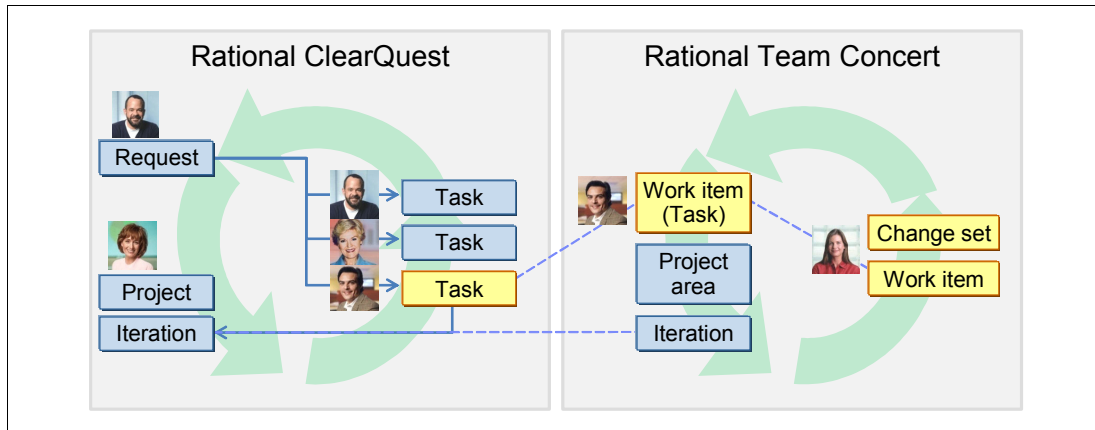 Rational ClearQuest
Request
Task
Task
Task
Project
Iteration
Rational Team Concert
Work item
(Task)
Project
area
Iteration
Change set
Work item